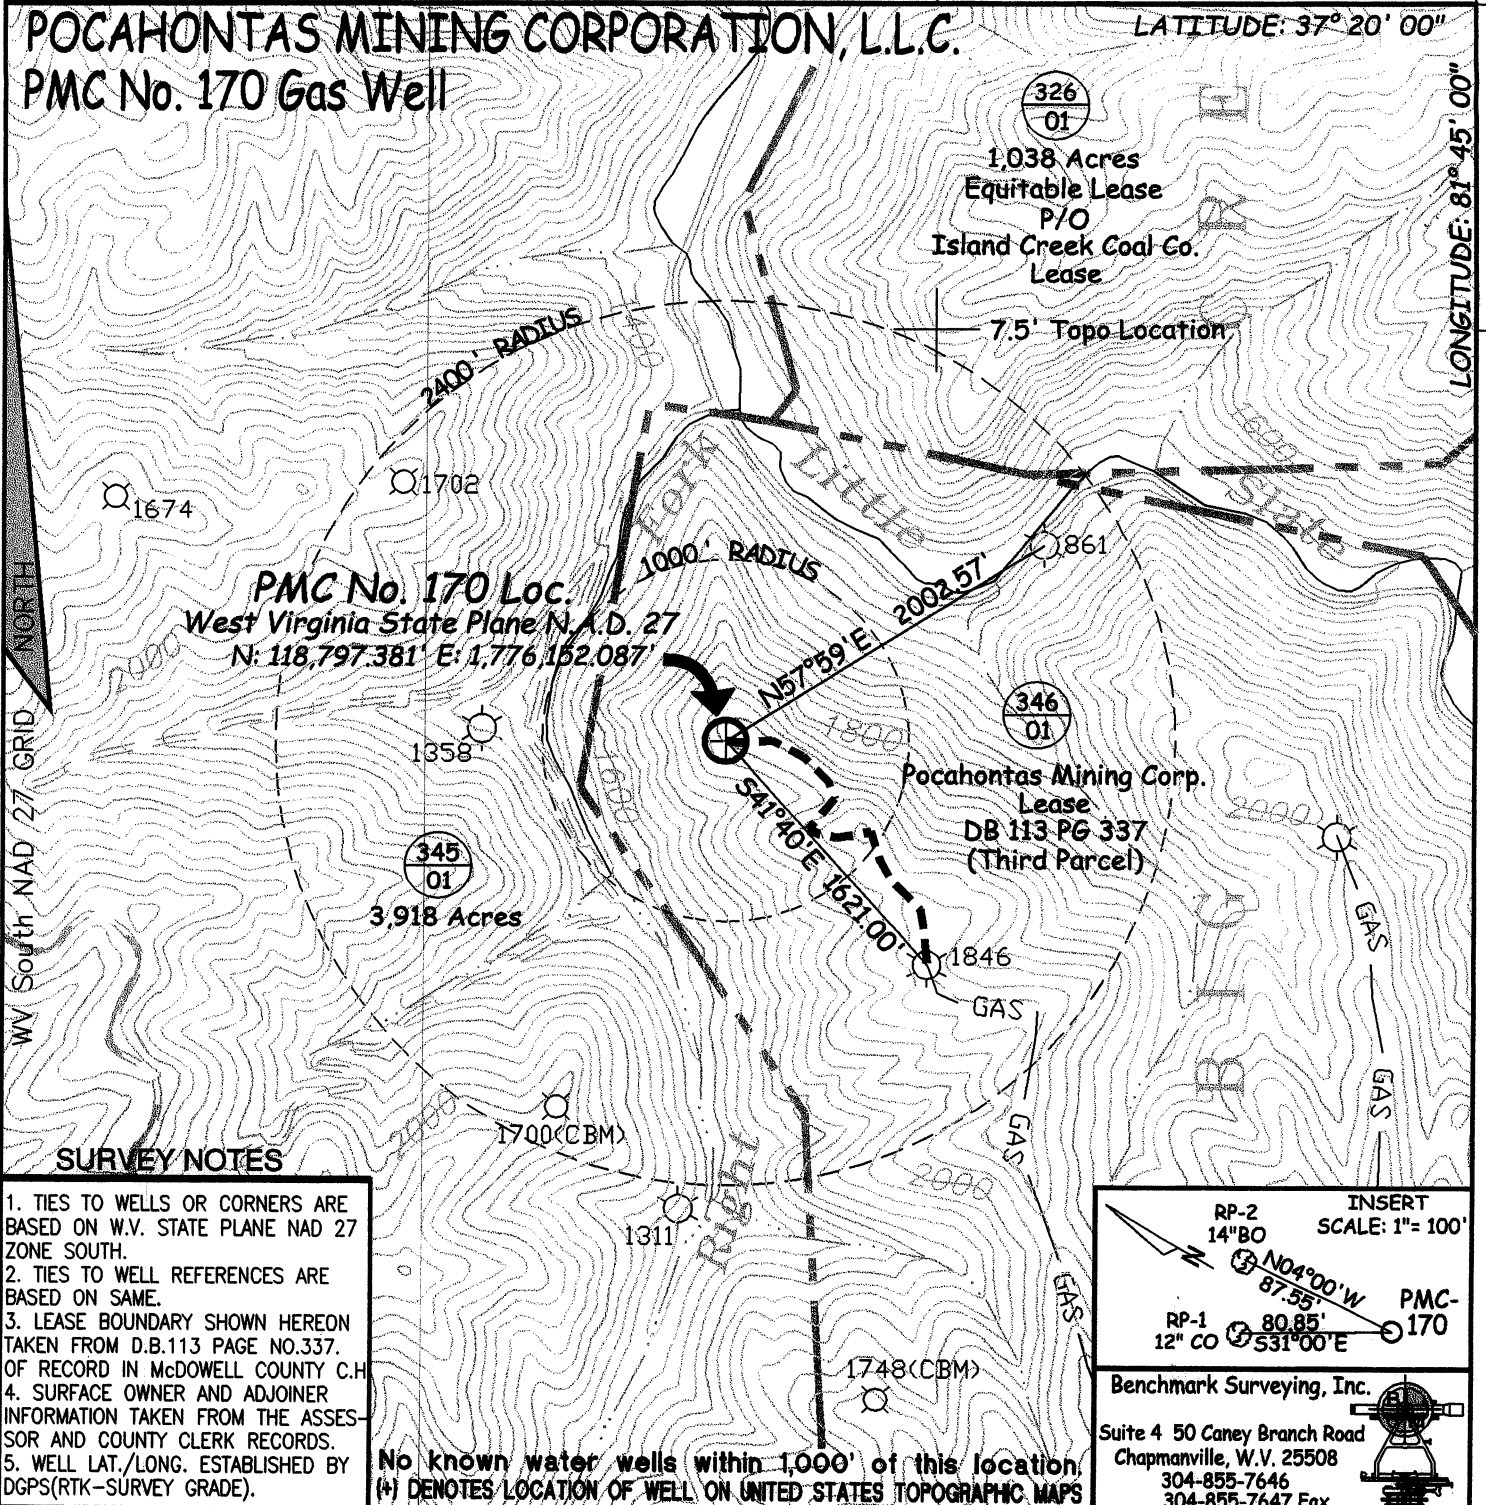 POCAHONTAS MINING CORPORATION, L.L.C.
PMC No. 170 Gas Well
LATITUDE: 37° 20' 00"
LONGITUDE: 81° 45' 00"
326
01
1,038 Acres
Equitable Lease
P/O
Island Creek Coal Co.
Lease
7.5' Topo Location
2400' RADIUS
1400
1600
1702
1674
Fork
Little
Slate
861
1000' RADIUS
PMC No. 170 Loc.
West Virginia State Plane N.A.D. 27
N: 118,797.381' E: 1,776,152.087'
N57°59'E 2002.57'
NORTH
WV South NAD 27 GRID
2000
1358
1800
1600
346
01
Pocahontas Mining Corp.
Lease
DB 113 PG 337
(Third Parcel)
2000
S41°40'E 1621.00'
345
01
3,918 Acres
1846
GAS
GAS
GAS
GAS
GAS
BIG CREEK
2000
1700(CBM)
Right
2000
1311
1748(CBM)
SURVEY NOTES
1. TIES TO WELLS OR CORNERS ARE
BASED ON W.V. STATE PLANE NAD 27
ZONE SOUTH.
2. TIES TO WELL REFERENCES ARE
BASED ON SAME.
3. LEASE BOUNDARY SHOWN HEREON
TAKEN FROM D.B.113 PAGE NO.337.
OF RECORD IN McDOWELL COUNTY C.H
4. SURFACE OWNER AND ADJOINER
INFORMATION TAKEN FROM THE ASSES-
SOR AND COUNTY CLERK RECORDS.
5. WELL LAT./LONG. ESTABLISHED BY
DGPS(RTK-SURVEY GRADE).
No known water wells within 1,000' of this location.
(+) DENOTES LOCATION OF WELL ON UNITED STATES TOPOGRAPHIC MAPS
INSERT
SCALE: 1"= 100'
RP-2
14"BO
N
N04°00'W
87.55'
PMC-
170
RP-1
12" CO
80.85'
S31°00'E
Benchmark Surveying, Inc.
Suite 4 50 Caney Branch Road
Chapmanville, W.V. 25508
304-855-7646
304-855-7647 Fax